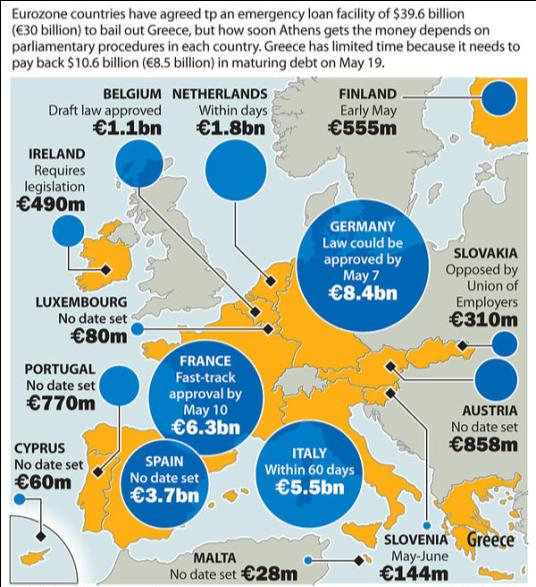 Eurozone countries have agreed tp an emergency loan facility of $39.6 billion
(€30 billion) to bail out Greece, but how soon Athens gets the money depends on
parliamentary procedures in each country. Greece has limited time because it needs to
pay back $10.6 billion (€8.5 billion) in maturing debt on May 19.
BELGIUM
Draft law approved
€1.1bn
NETHERLANDS
Within days
€1.8bn
FINLAND
Early May
€555m
IRELAND
Requires
legislation
€490m
GERMANY
Law could be
approved by
May 7
€8.4bn
SLOVAKIA
Opposed by
Union of
Employers
€310m
LUXEMBOURG
No date set
€80m
FRANCE
Fast-track
approval by
May 10
€6.3bn
PORTUGAL
No date set
€770m
AUSTRIA
No date set
€858m
CYPRUS
No date set
€60m
SPAIN
No date set
€3.7bn
ITALY
Within 60 days
€5.5bn
SLOVENIA
May-June
€144m
Greece
MALTA
No date set €28m